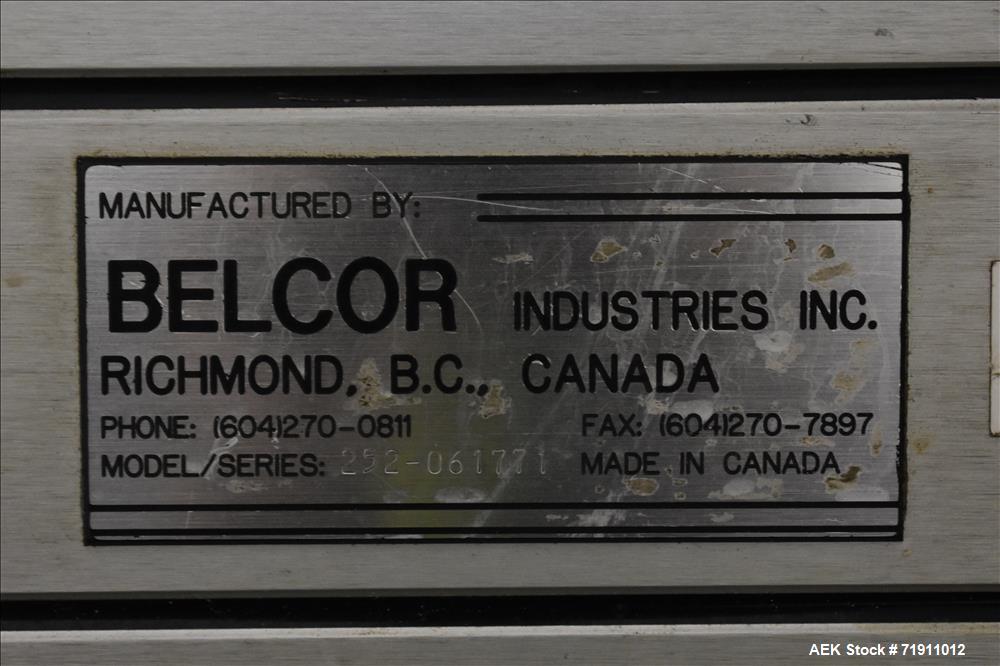 MANUFACTURED BY:
BELCOR INDUSTRIES INC.
RICHMOND, B.C., CANADA
PHONE: (604)270-0811 FAX: (604)270-7897
MODEL/SERIES: 252-061771 MADE IN CANADA
AEK Stock # 71911012